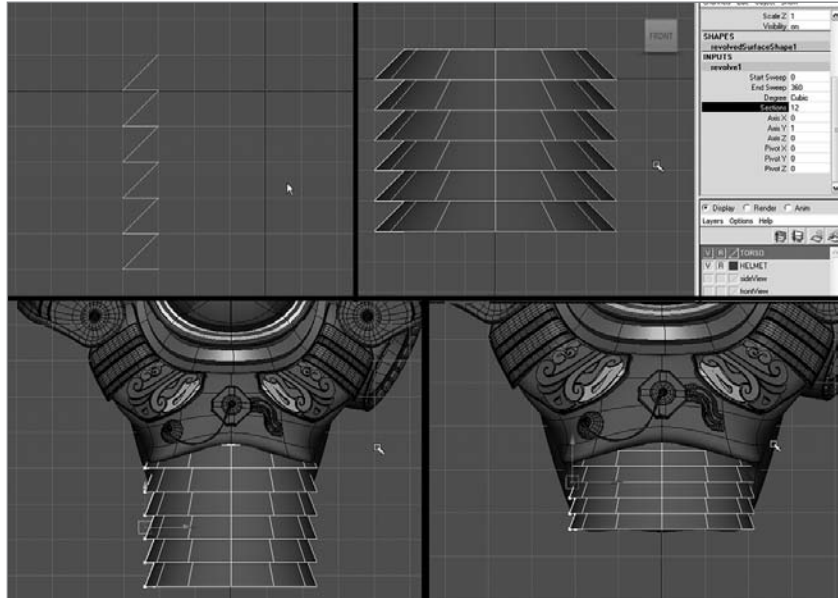 FRONT
Scale Z 1
Visibility on
SHAPES
revolvedSurfaceShape1
INPUTS
revolve1
Start Sweep 0
End Sweep 360
Degree Cubic
Sections 12
Axis X 0
Axis Y 1
Axis Z 0
Pivot X 0
Pivot Y 0
Pivot Z 0
Display Render Anim
Layers Options Help
V R TORSO
V R HELMET
sideView
frontView